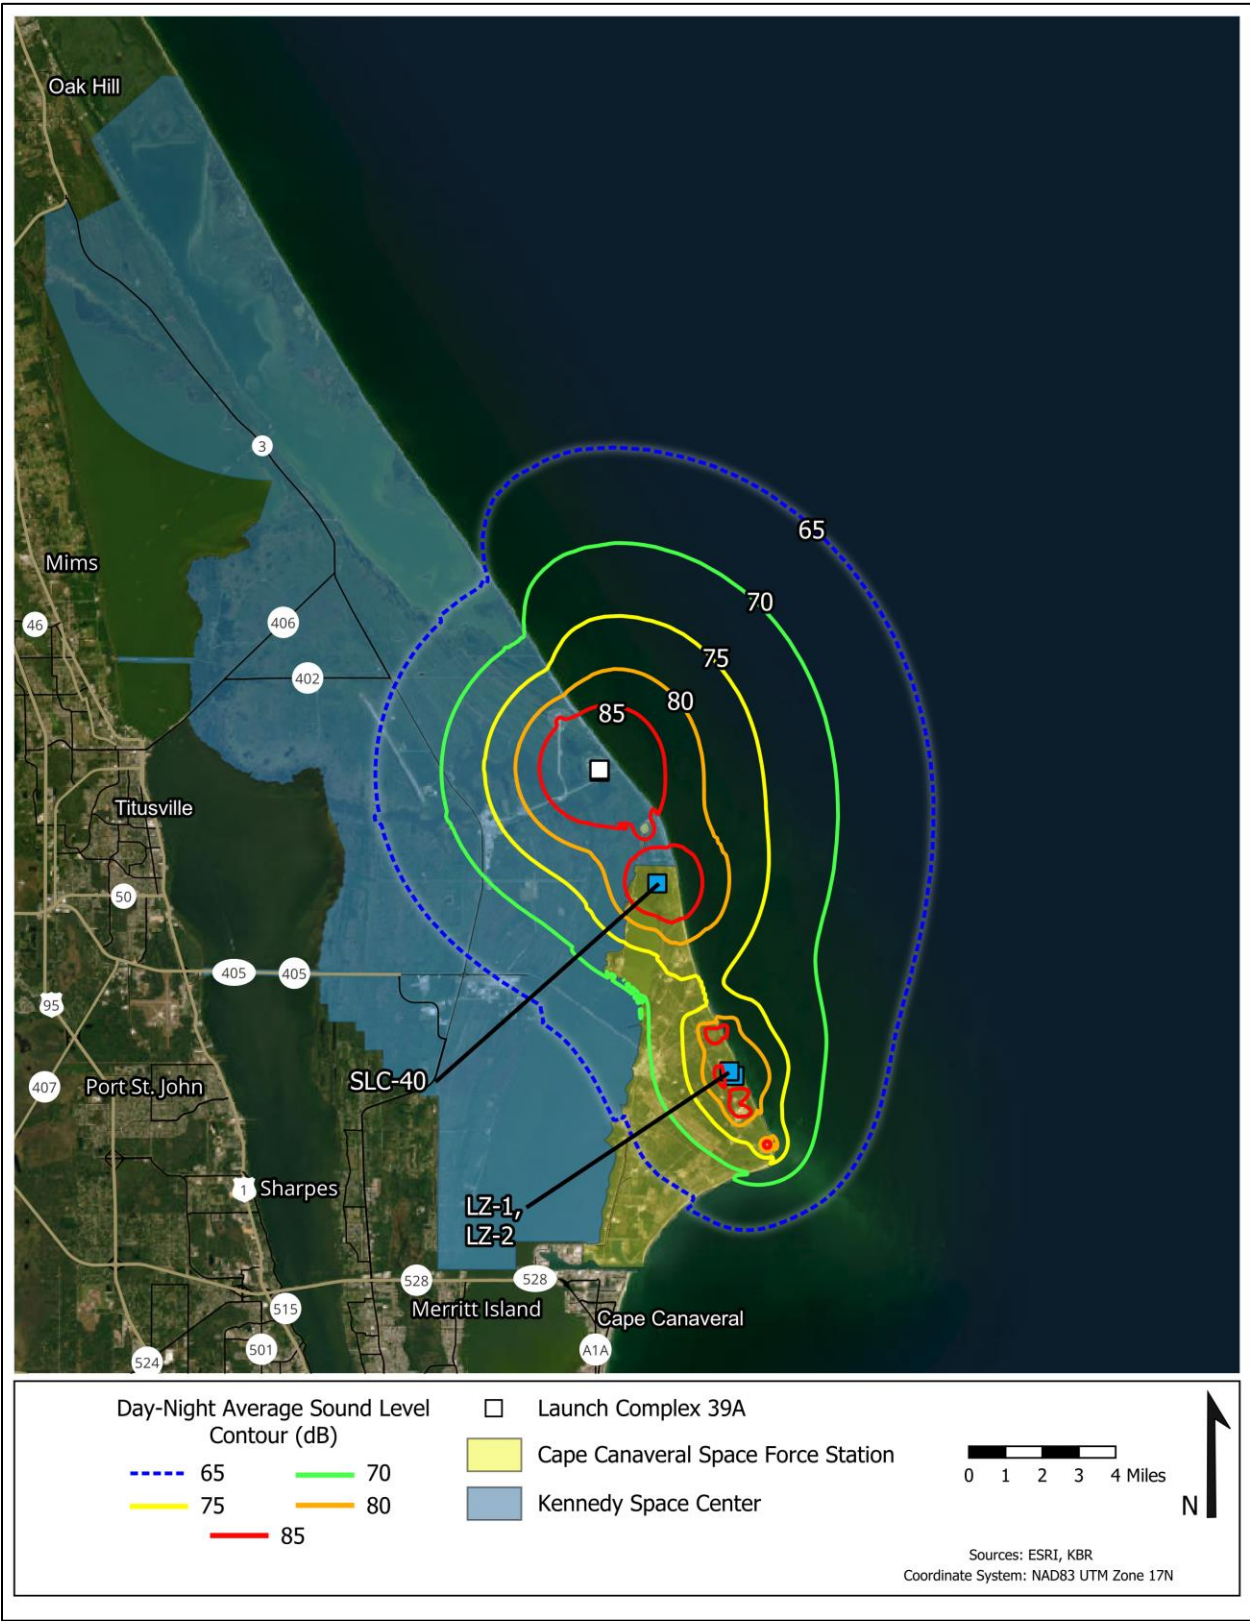 Oak Hill
3
65
Mims
70
406
46
75
402
80
85
Titusville
50
405
405
95
SLC-40
407
Port St. John
1
Sharpes
LZ-1,
LZ-2
528
528
Merritt Island
515
Cape Canaveral
501
A1A
524
Day-Night Average Sound Level
Contour (dB)
65
70
75
80
85
Launch Complex 39A
Cape Canaveral Space Force Station
Kennedy Space Center
0 1 2 3 4 Miles
N
Sources: ESRI, KBR
Coordinate System: NAD83 UTM Zone 17N